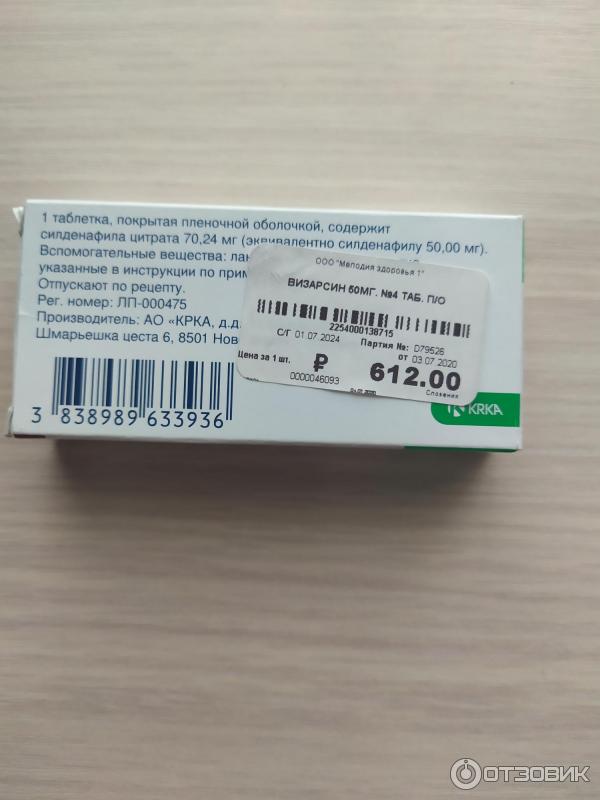 1 таблетка, покрытая пленочной оболочкой, содержит
силденафила цитрата 70,24 мг (эквивалентно силденафилу 50,00 мг).
Вспомогательные вещества:
указанные в инструкции по
Отпускают по рецепту.
Рег. номер: ЛП-000475
Производитель: АО «КРКА, д.д.
Шмарьешка цеста 6, 8501
3 838989 633936
ООО "Мелодия здоровья 1"
ВИЗАРСИН 50МГ. №4 ТАБ. П/О
2254000138715
С/Г 01.07.2024
Партия №: D79526
от 03.07.2020
Цена за 1 шт.
₽
612.00
0000046093
Словения
KRKA
ОТЗОВИК